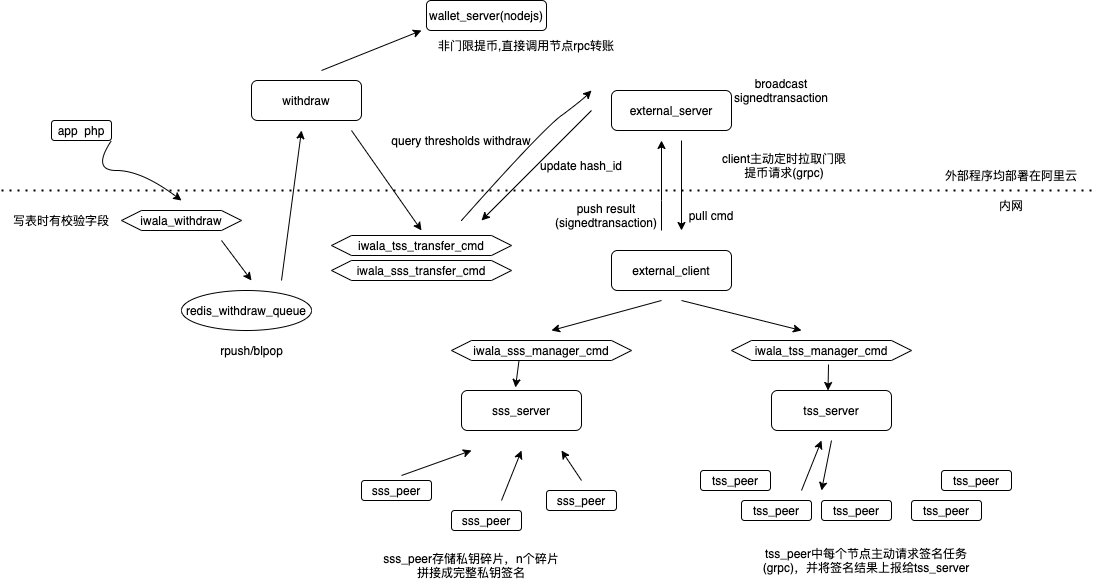 wallet_server(nodejs)
非门限提币,直接调用节点rpc转账
withdraw
broadcast
signedtransaction
external_server
app php
query thresholds withdraw
update hash_id
client主动定时拉取门限
提币请求(grpc)
外部程序均部署在阿里云
内网
写表时有校验字段
iwala_withdraw
push result
(signedtransaction)
pull cmd
iwala_tss_transfer_cmd
iwala_sss_transfer_cmd
external_client
redis_withdraw_queue
rpush/blpop
iwala_sss_manager_cmd
iwala_tss_manager_cmd
sss_server
tss_server
sss_peer
sss_peer
sss_peer
tss_peer
tss_peer
tss_peer
tss_peer
tss_peer
sss_peer存储私钥碎片，n个碎片
拼接成完整私钥签名
tss_peer中每个节点主动请求签名任务
(grpc)，并将签名结果上报给tss_server